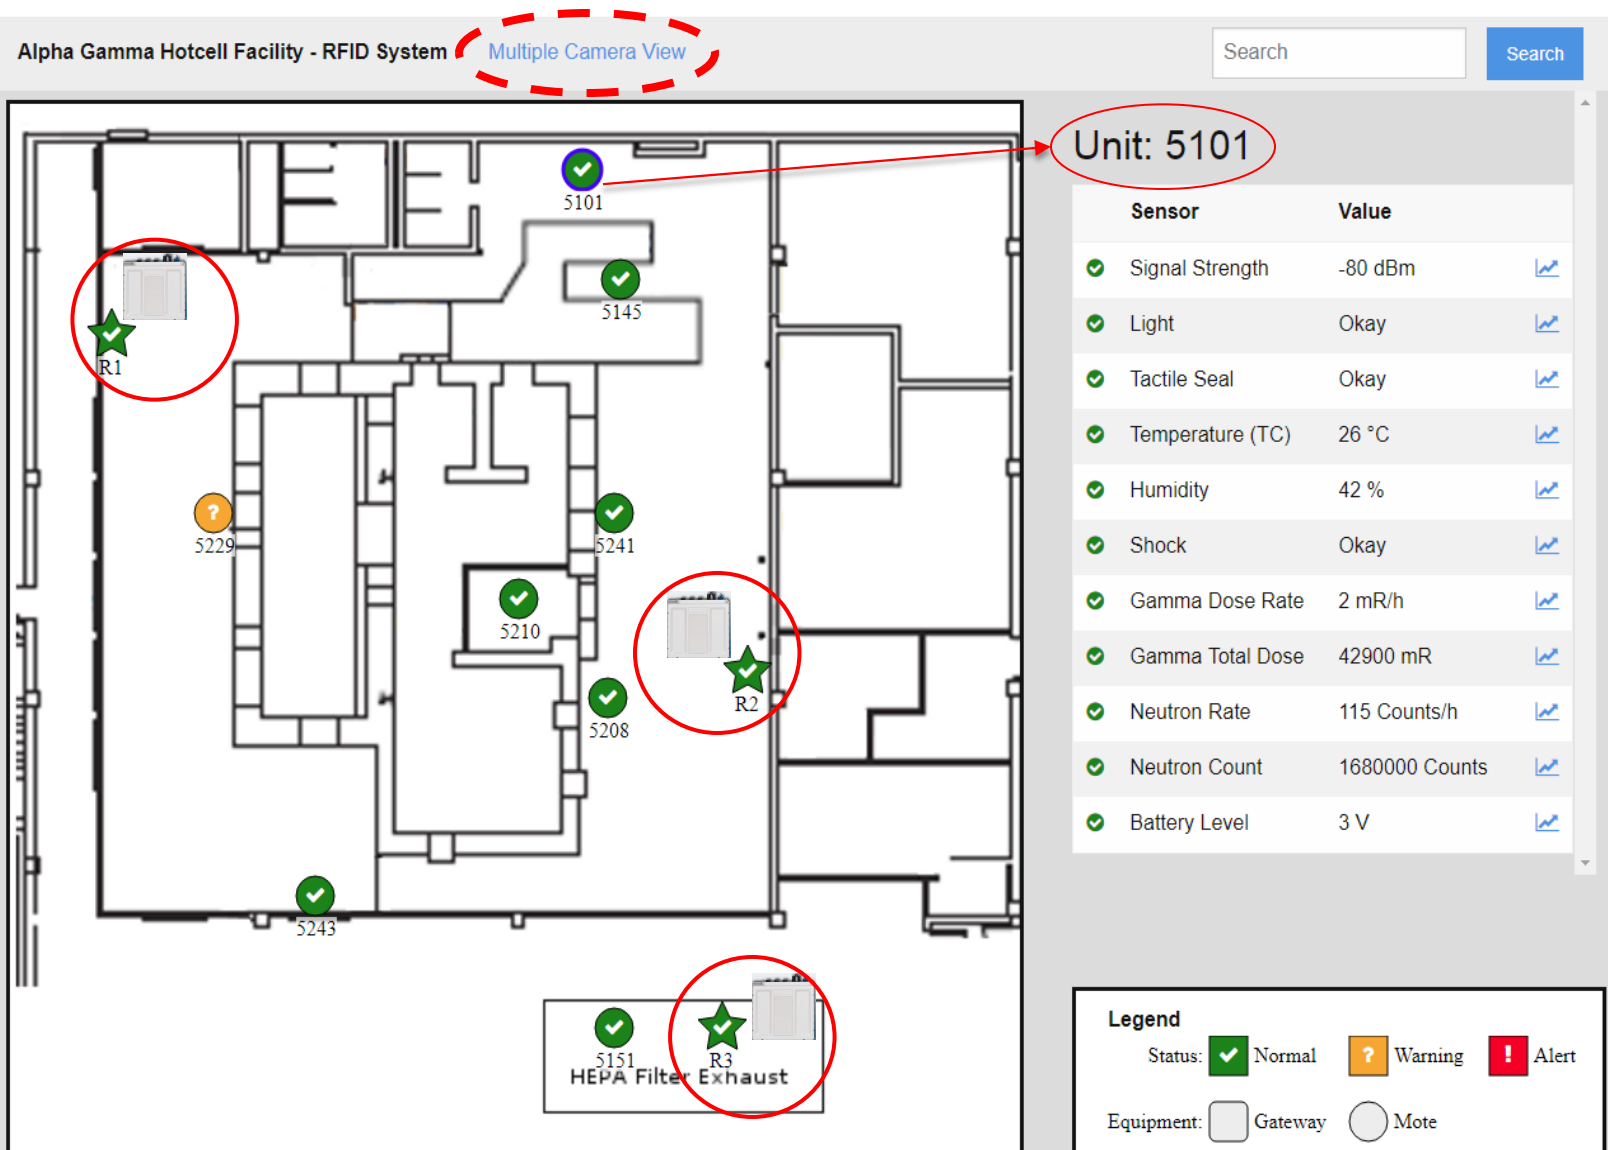 Alpha Gamma Hotcell Facility - RFID System
Multiple Camera View
Search
Search
5101
5145
R1
5229
5241
5210
R2
5208
5243
5151
R3
HEPA Filter Exhaust
Unit: 5101
Sensor Value
Signal Strength -80 dBm
Light Okay
Tactile Seal Okay
Temperature (TC) 26 °C
Humidity 42 %
Shock Okay
Gamma Dose Rate 2 mR/h
Gamma Total Dose 42900 mR
Neutron Rate 115 Counts/h
Neutron Count 1680000 Counts
Battery Level 3 V
Legend
Status: Normal ? Warning ! Alert
Equipment: Gateway Mote